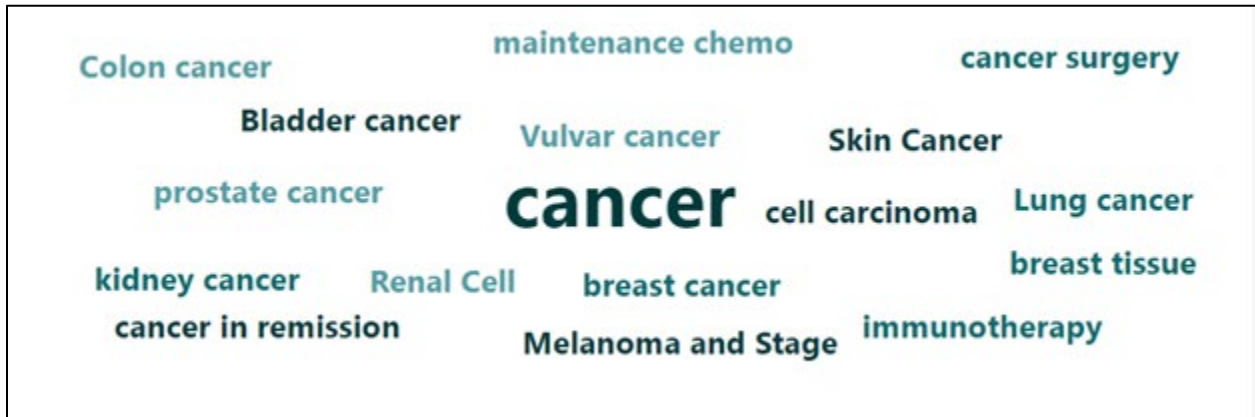 maintenance chemo
Colon cancer
cancer surgery
Bladder cancer
Vulvar cancer
Skin Cancer
prostate cancer
cancer
cell carcinoma
Lung cancer
breast tissue
kidney cancer
Renal Cell
breast cancer
cancer in remission
Melanoma and Stage
immunotherapy